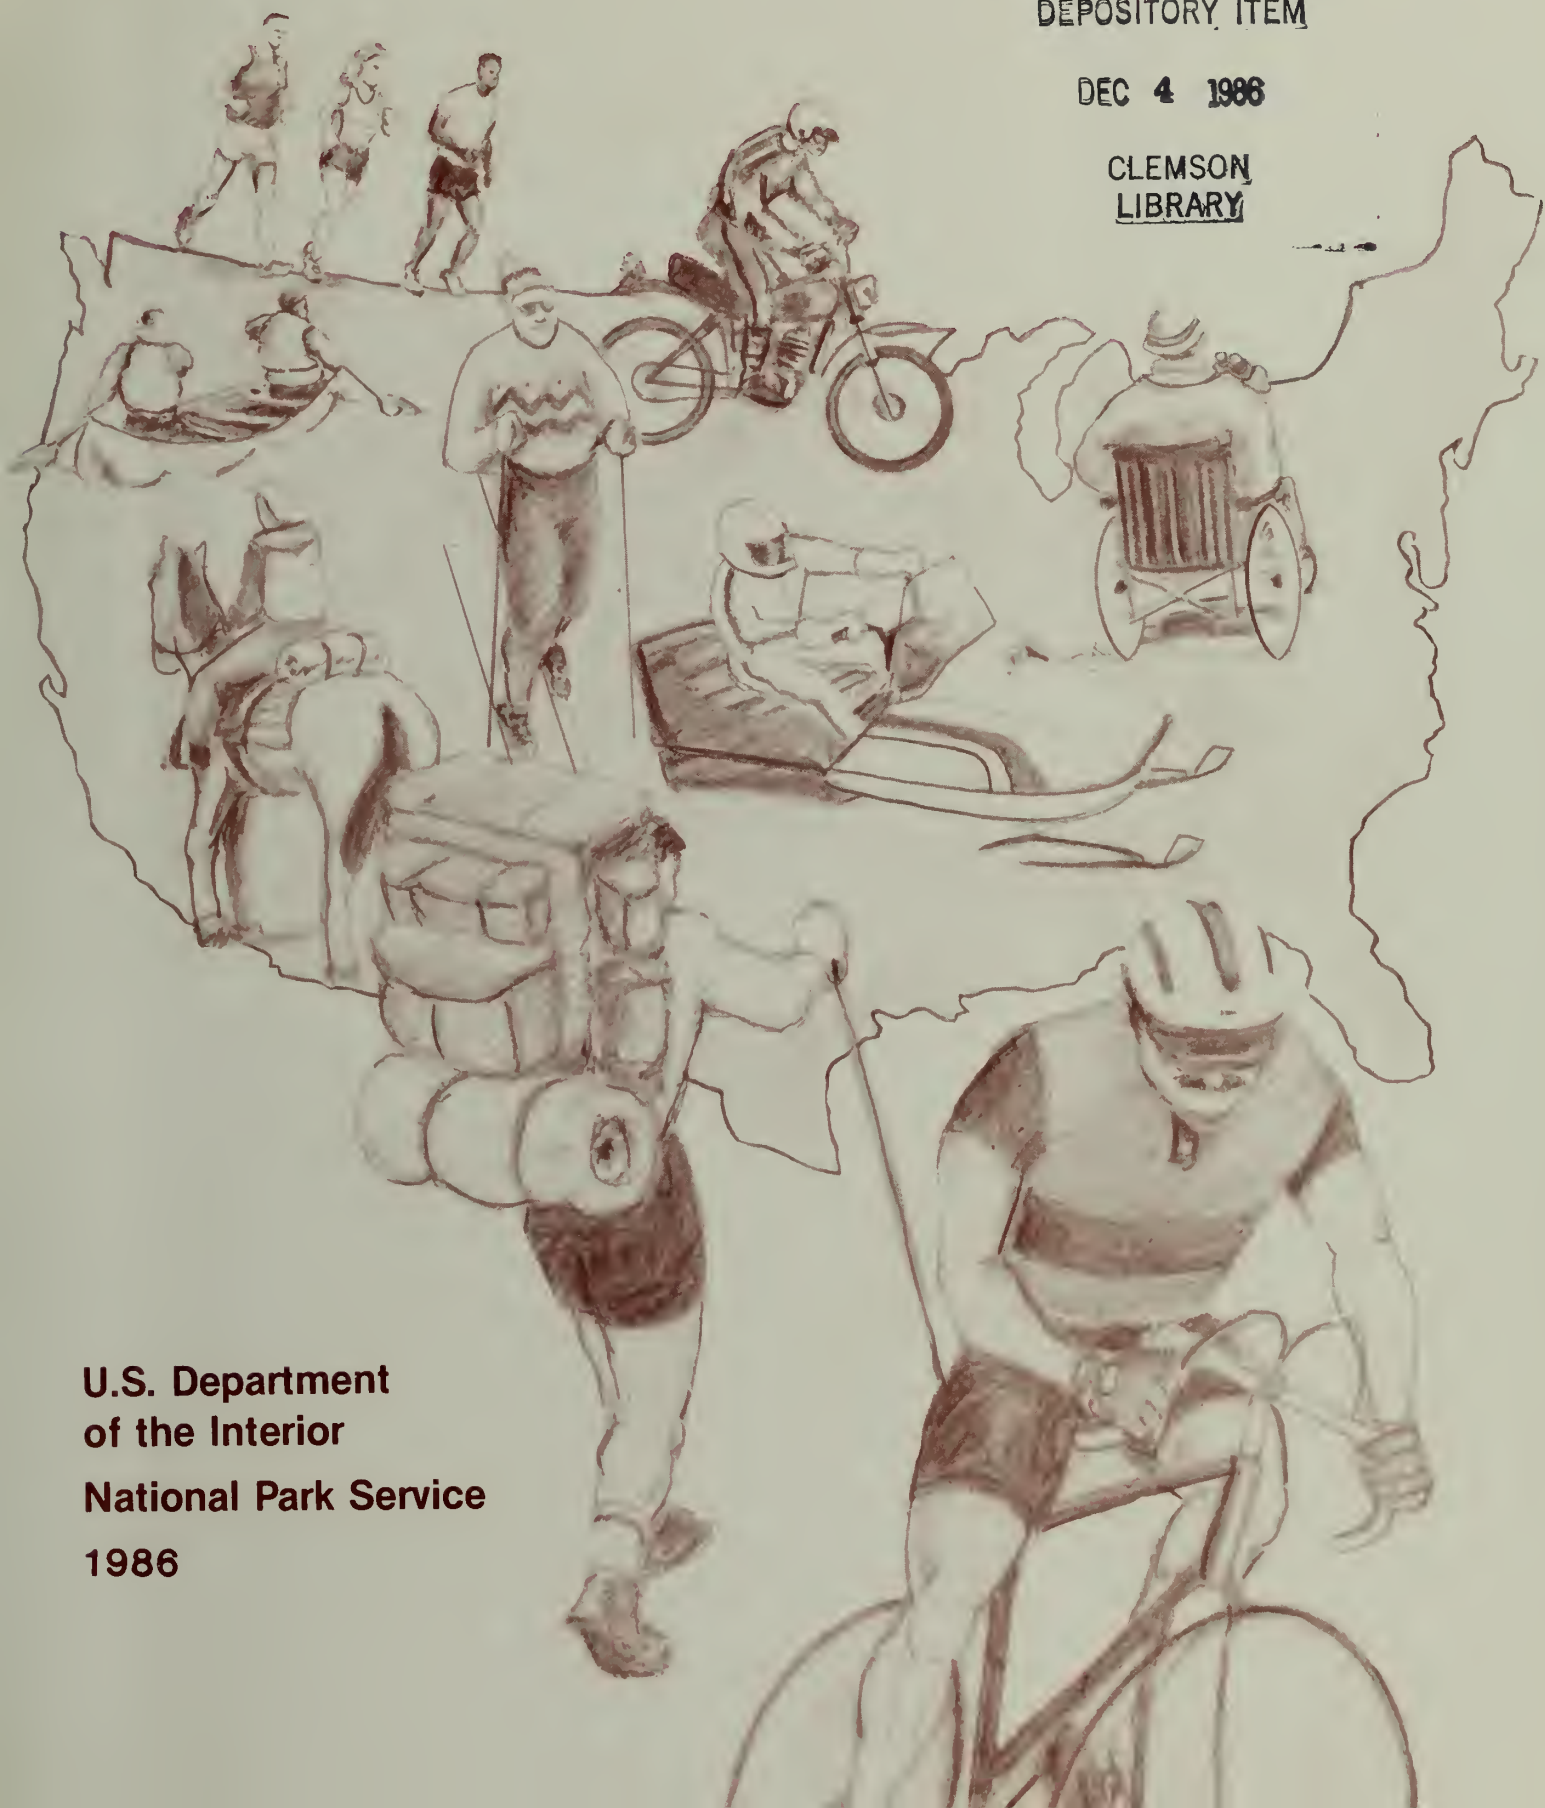 DEPOSITORY ITEM
DEC 4 1986
CLEMSON
LIBRARY
U.S. Department
of the Interior
National Park Service
1986